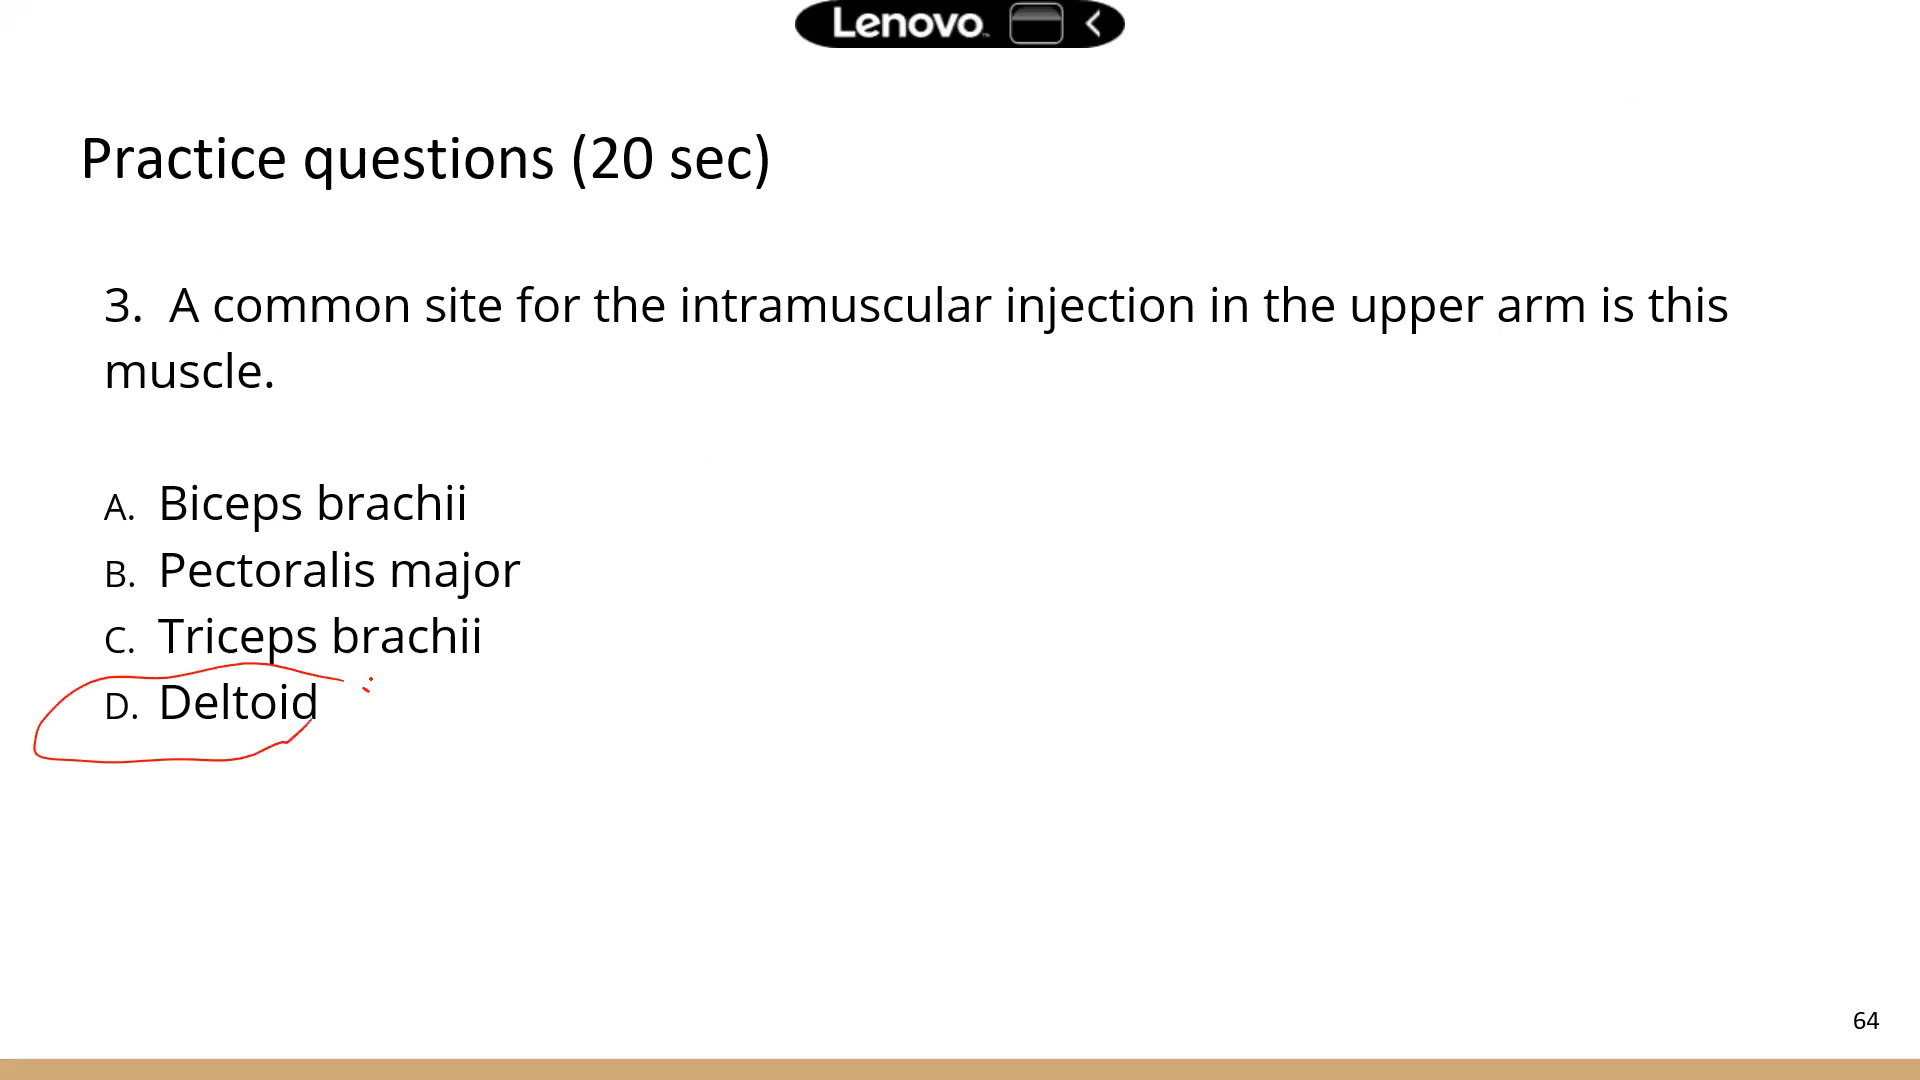 Lenovo
Practice questions (20 sec)
3. A common site for the intramuscular injection in the upper arm is this
muscle.
A. Biceps brachii
B. Pectoralis major
C. Triceps brachii
D. Deltoid
64